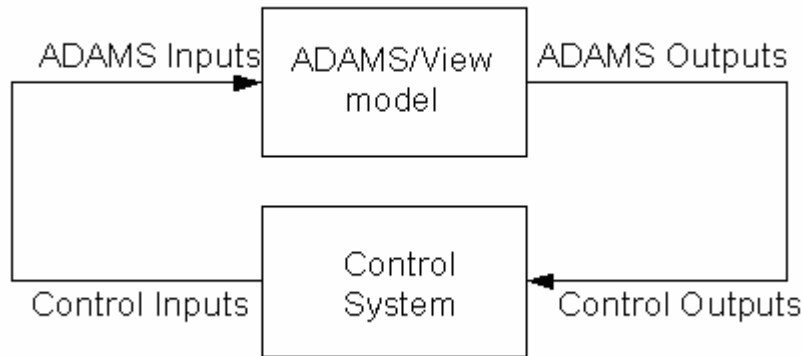 ADAMS Inputs
ADAMS/View
model
ADAMS Outputs
Control Inputs
Control
System
Control Outputs